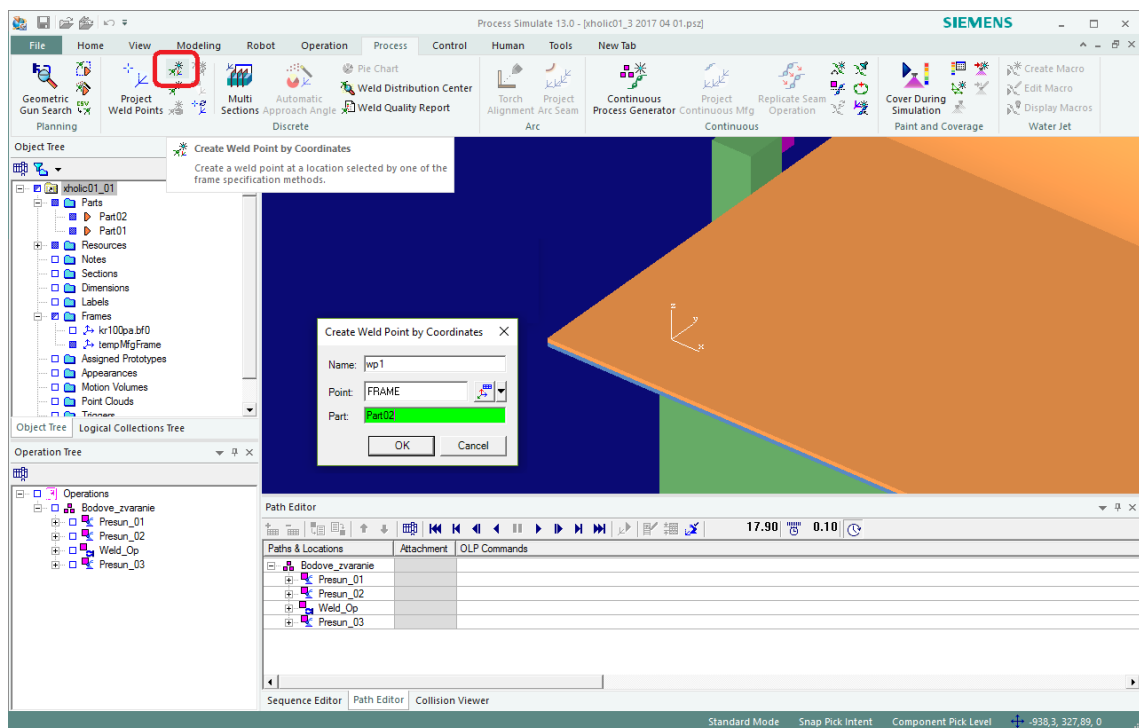 Process Simulate 13.0 - [xholic01_3 2017 04 01.psz]
SIEMENS
File Home View Modeling Robot Operation Process Control Human Tools New Tab
Geometric Gun Search
CSV
Planning
Project Weld Points
Multi Sections
Automatic Approach Angle
Pie Chart
Weld Distribution Center
Weld Quality Report
Discrete
Torch Alignment
Project Arc Seam
Arc
Continuous Process Generator
Project Continuous Mfg
Replicate Seam Operation
Continuous
Cover During Simulation
Paint and Coverage
Create Macro
Edit Macro
Display Macros
Water Jet
Create Weld Point by Coordinates
Create a weld point at a location selected by one of the
frame specification methods.
Object Tree
xholic01_01
Parts
Part02
Part01
Resources
Notes
Sections
Dimensions
Labels
Frames
kr100pa.bf0
tempMfgFrame
Assigned Prototypes
Appearances
Motion Volumes
Point Clouds
Triggers
Object Tree Logical Collections Tree
z
y
x
Create Weld Point by Coordinates
Name: wp1
Point: FRAME
Part: Part02
OK Cancel
Operation Tree
Operations
Bodove_zvaranie
Presun_01
Presun_02
Weld_Op
Presun_03
Path Editor
17.90 0.10
Paths & Locations Attachment OLP Commands
Bodove_zvaranie
Presun_01
Presun_02
Weld_Op
Presun_03
Sequence Editor Path Editor Collision Viewer
Standard Mode Snap Pick Intent Component Pick Level -938,3, 327,89, 0